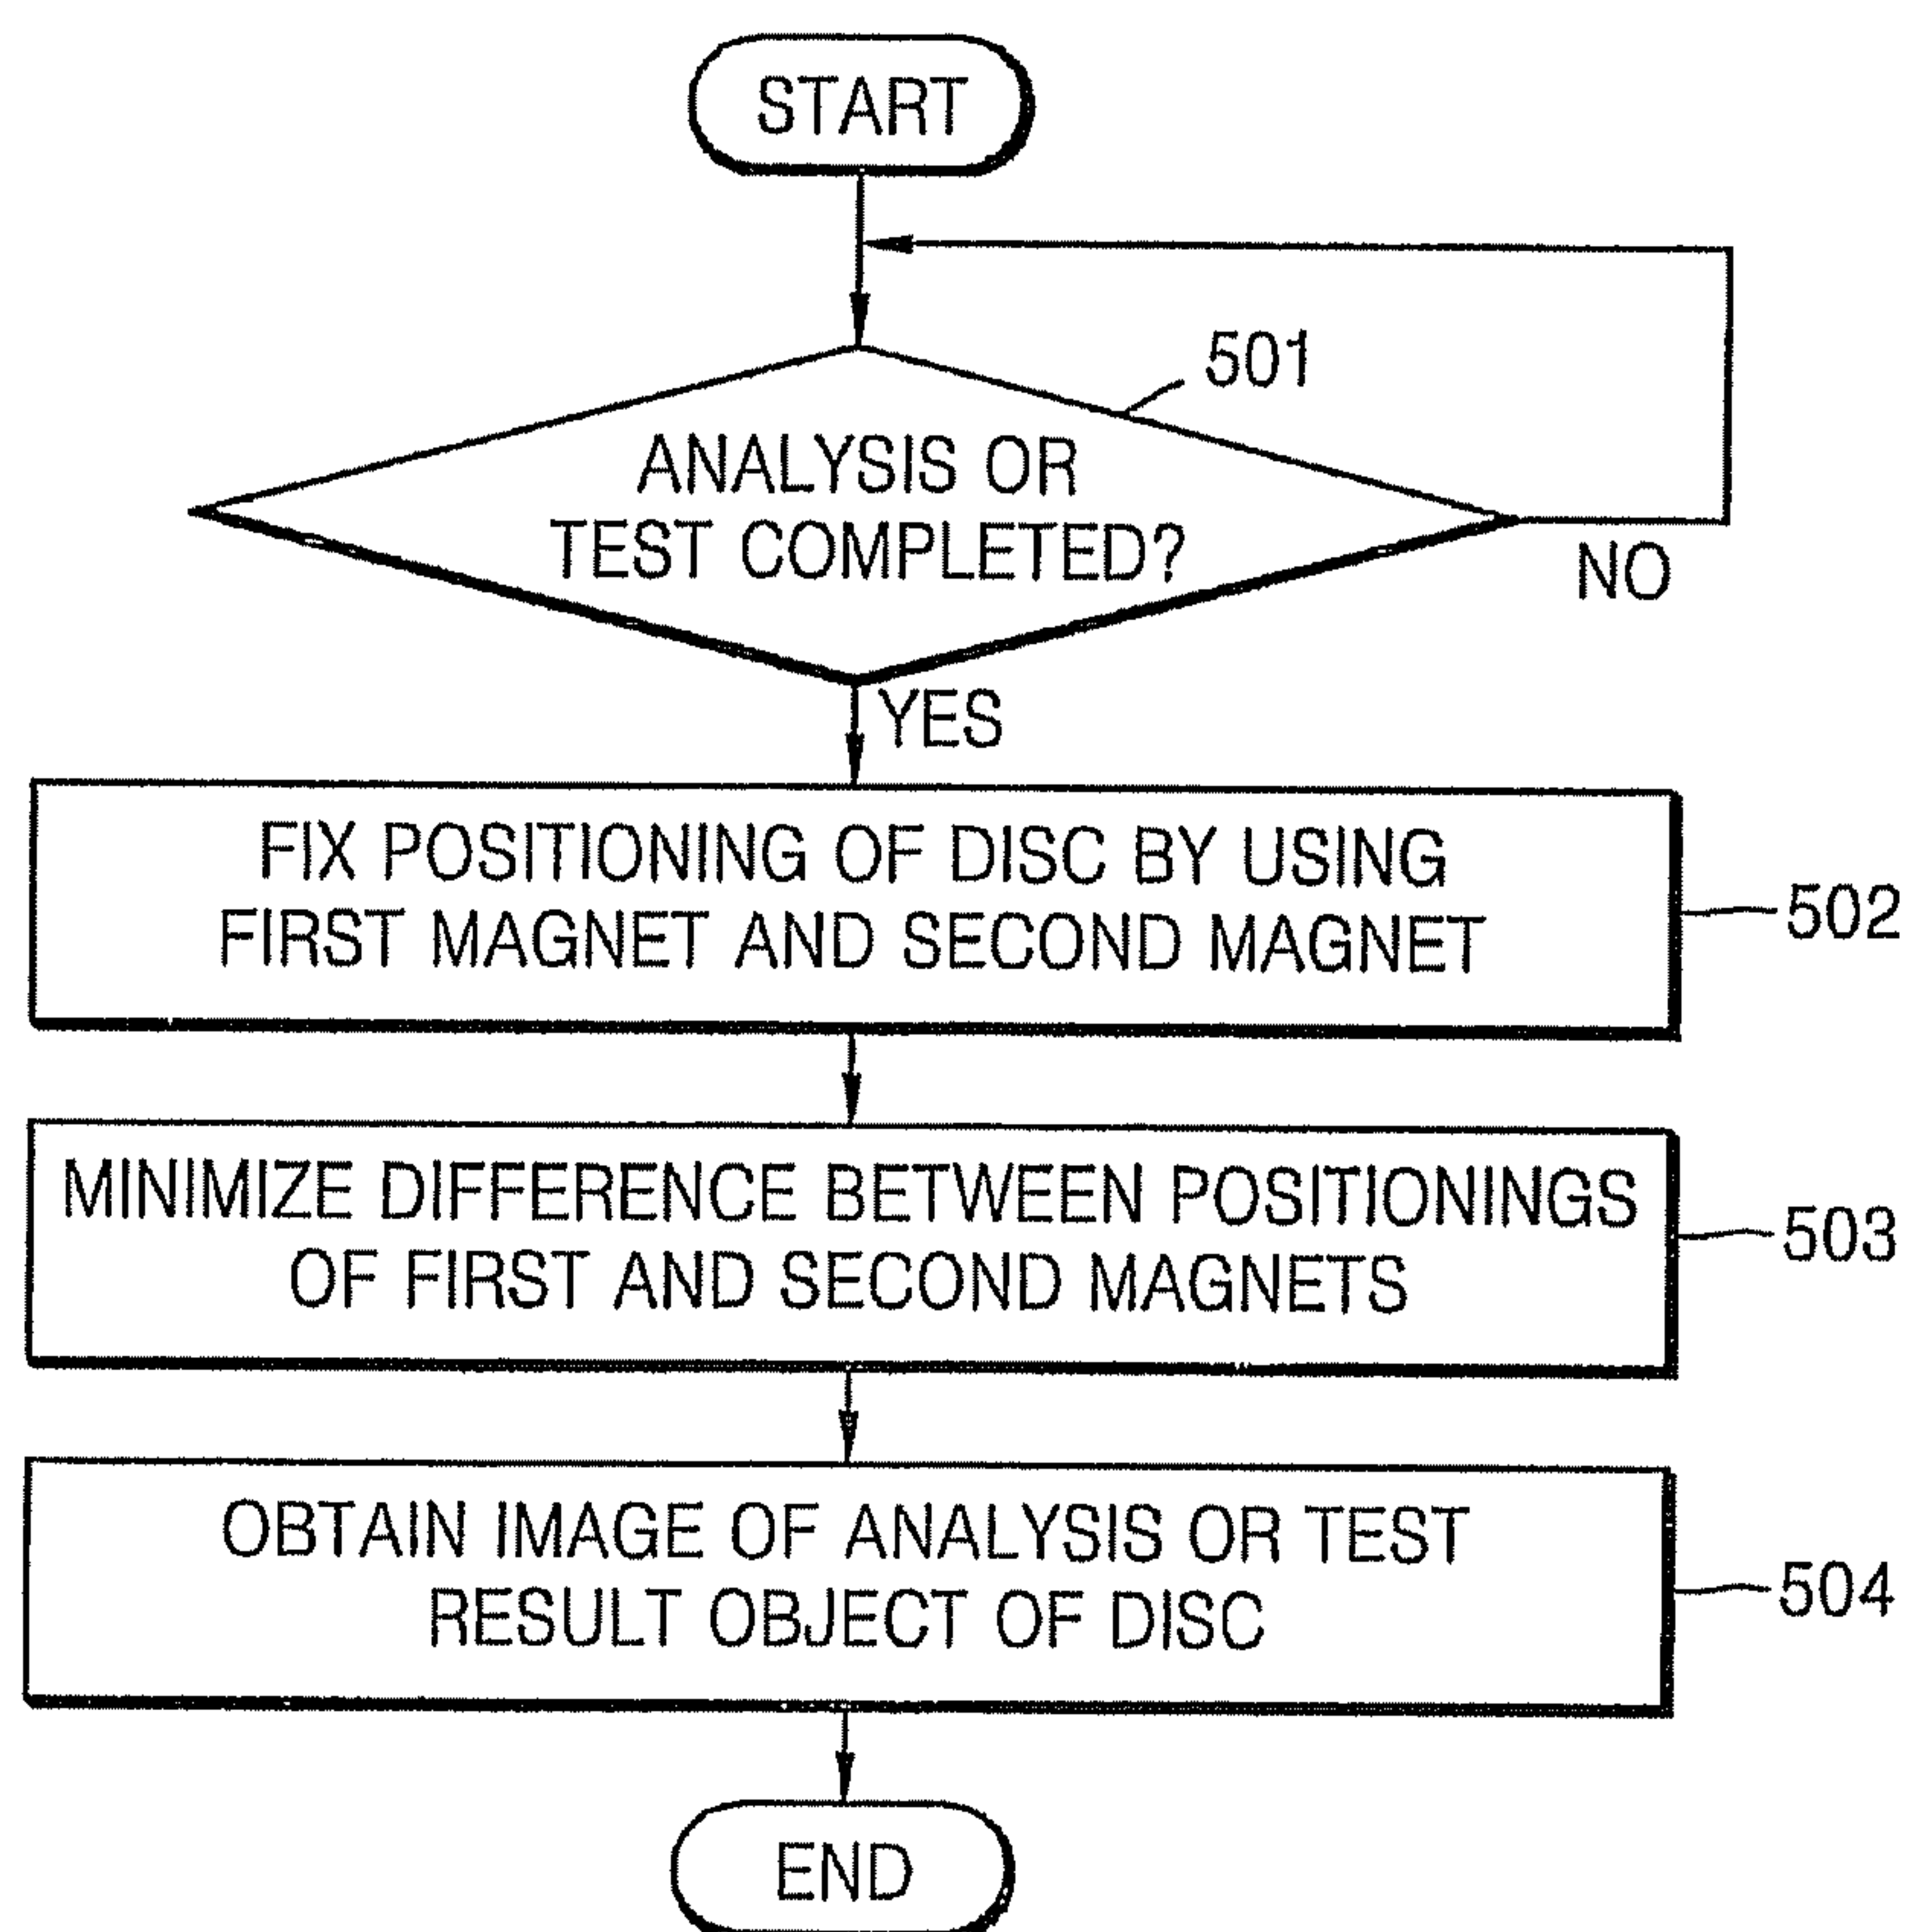 START
501
ANALYSIS OR
TEST COMPLETED?
NO
YES
FIX POSITIONING OF DISC BY USING
FIRST MAGNET AND SECOND MAGNET
502
MINIMIZE DIFFERENCE BETWEEN POSITIONINGS
OF FIRST AND SECOND MAGNETS
503
OBTAIN IMAGE OF ANALYSIS OR TEST
RESULT OBJECT OF DISC
504
END